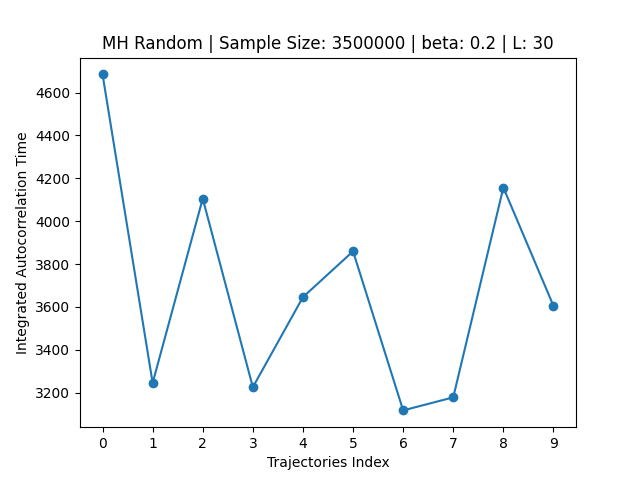 MH Random | Sample Size: 3500000 | beta: 0.2 | L: 30
Integrated Autocorrelation Time
4600
4400
4200
4000
3800
3600
3400
3200
0 1 2 3 4 5 6 7 8 9
Trajectories Index